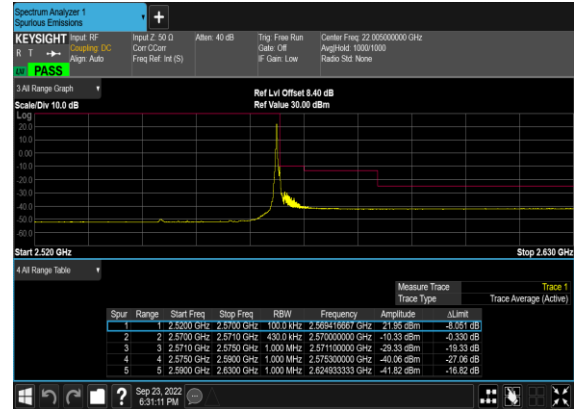 Spectrum Analyzer 1
Spurious Emissions
KEYSIGHT Input: RF Input Z: 50 Ω Atten: 40 dB Trig: Free Run Center Freq: 22.005000000 GHz
R T Coupling: DC Corr CCorr Gate: Off Avg|Hold: 1000/1000
Align: Auto Freq Ref: Int (S) IF Gain: Low Radio Std: None
PASS
3 All Range Graph
Ref Lvl Offset 8.40 dB
Scale/Div 10.0 dB Ref Value 30.00 dBm
Log
20.0
10.0
0.00
-10.0
-20.0
-30.0
-40.0
-50.0
-60.0
Start 2.520 GHz Stop 2.630 GHz
4 All Range Table
Measure Trace Trace 1
Trace Type Trace Average (Active)
Spur Range Start Freq Stop Freq RBW Frequency Amplitude ΔLimit
1 1 2.5200 GHz 2.5700 GHz 100.0 kHz 2.569416667 GHz 21.95 dBm -8.051 dB
2 2 2.5700 GHz 2.5710 GHz 430.0 kHz 2.570000000 GHz -10.33 dBm -0.330 dB
3 3 2.5710 GHz 2.5750 GHz 1.000 MHz 2.571100000 GHz -29.33 dBm -19.33 dB
4 4 2.5750 GHz 2.5900 GHz 1.000 MHz 2.575300000 GHz -40.06 dBm -27.06 dB
5 5 2.5900 GHz 2.6300 GHz 1.000 MHz 2.624933333 GHz -41.82 dBm -16.82 dB
? Sep 23, 2022
6:31:11 PM